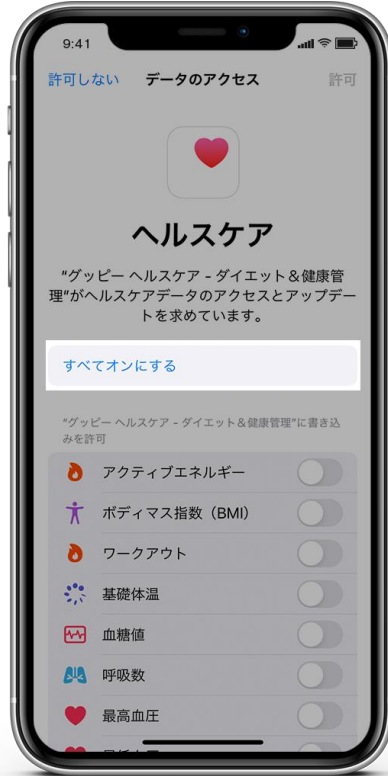 9:41
許可しない データのアクセス 許可
ヘルスケア
"グッピー ヘルスケア - ダイエット＆健康管
理"がヘルスケアデータのアクセスとアップデー
トを求めています。
すべてオンにする
"グッピー ヘルスケア - ダイエット＆健康管理"に書き込
みを許可
アクティブエネルギー
ボディマス指数（BMI）
ワークアウト
基礎体温
血糖値
呼吸数
最高血圧